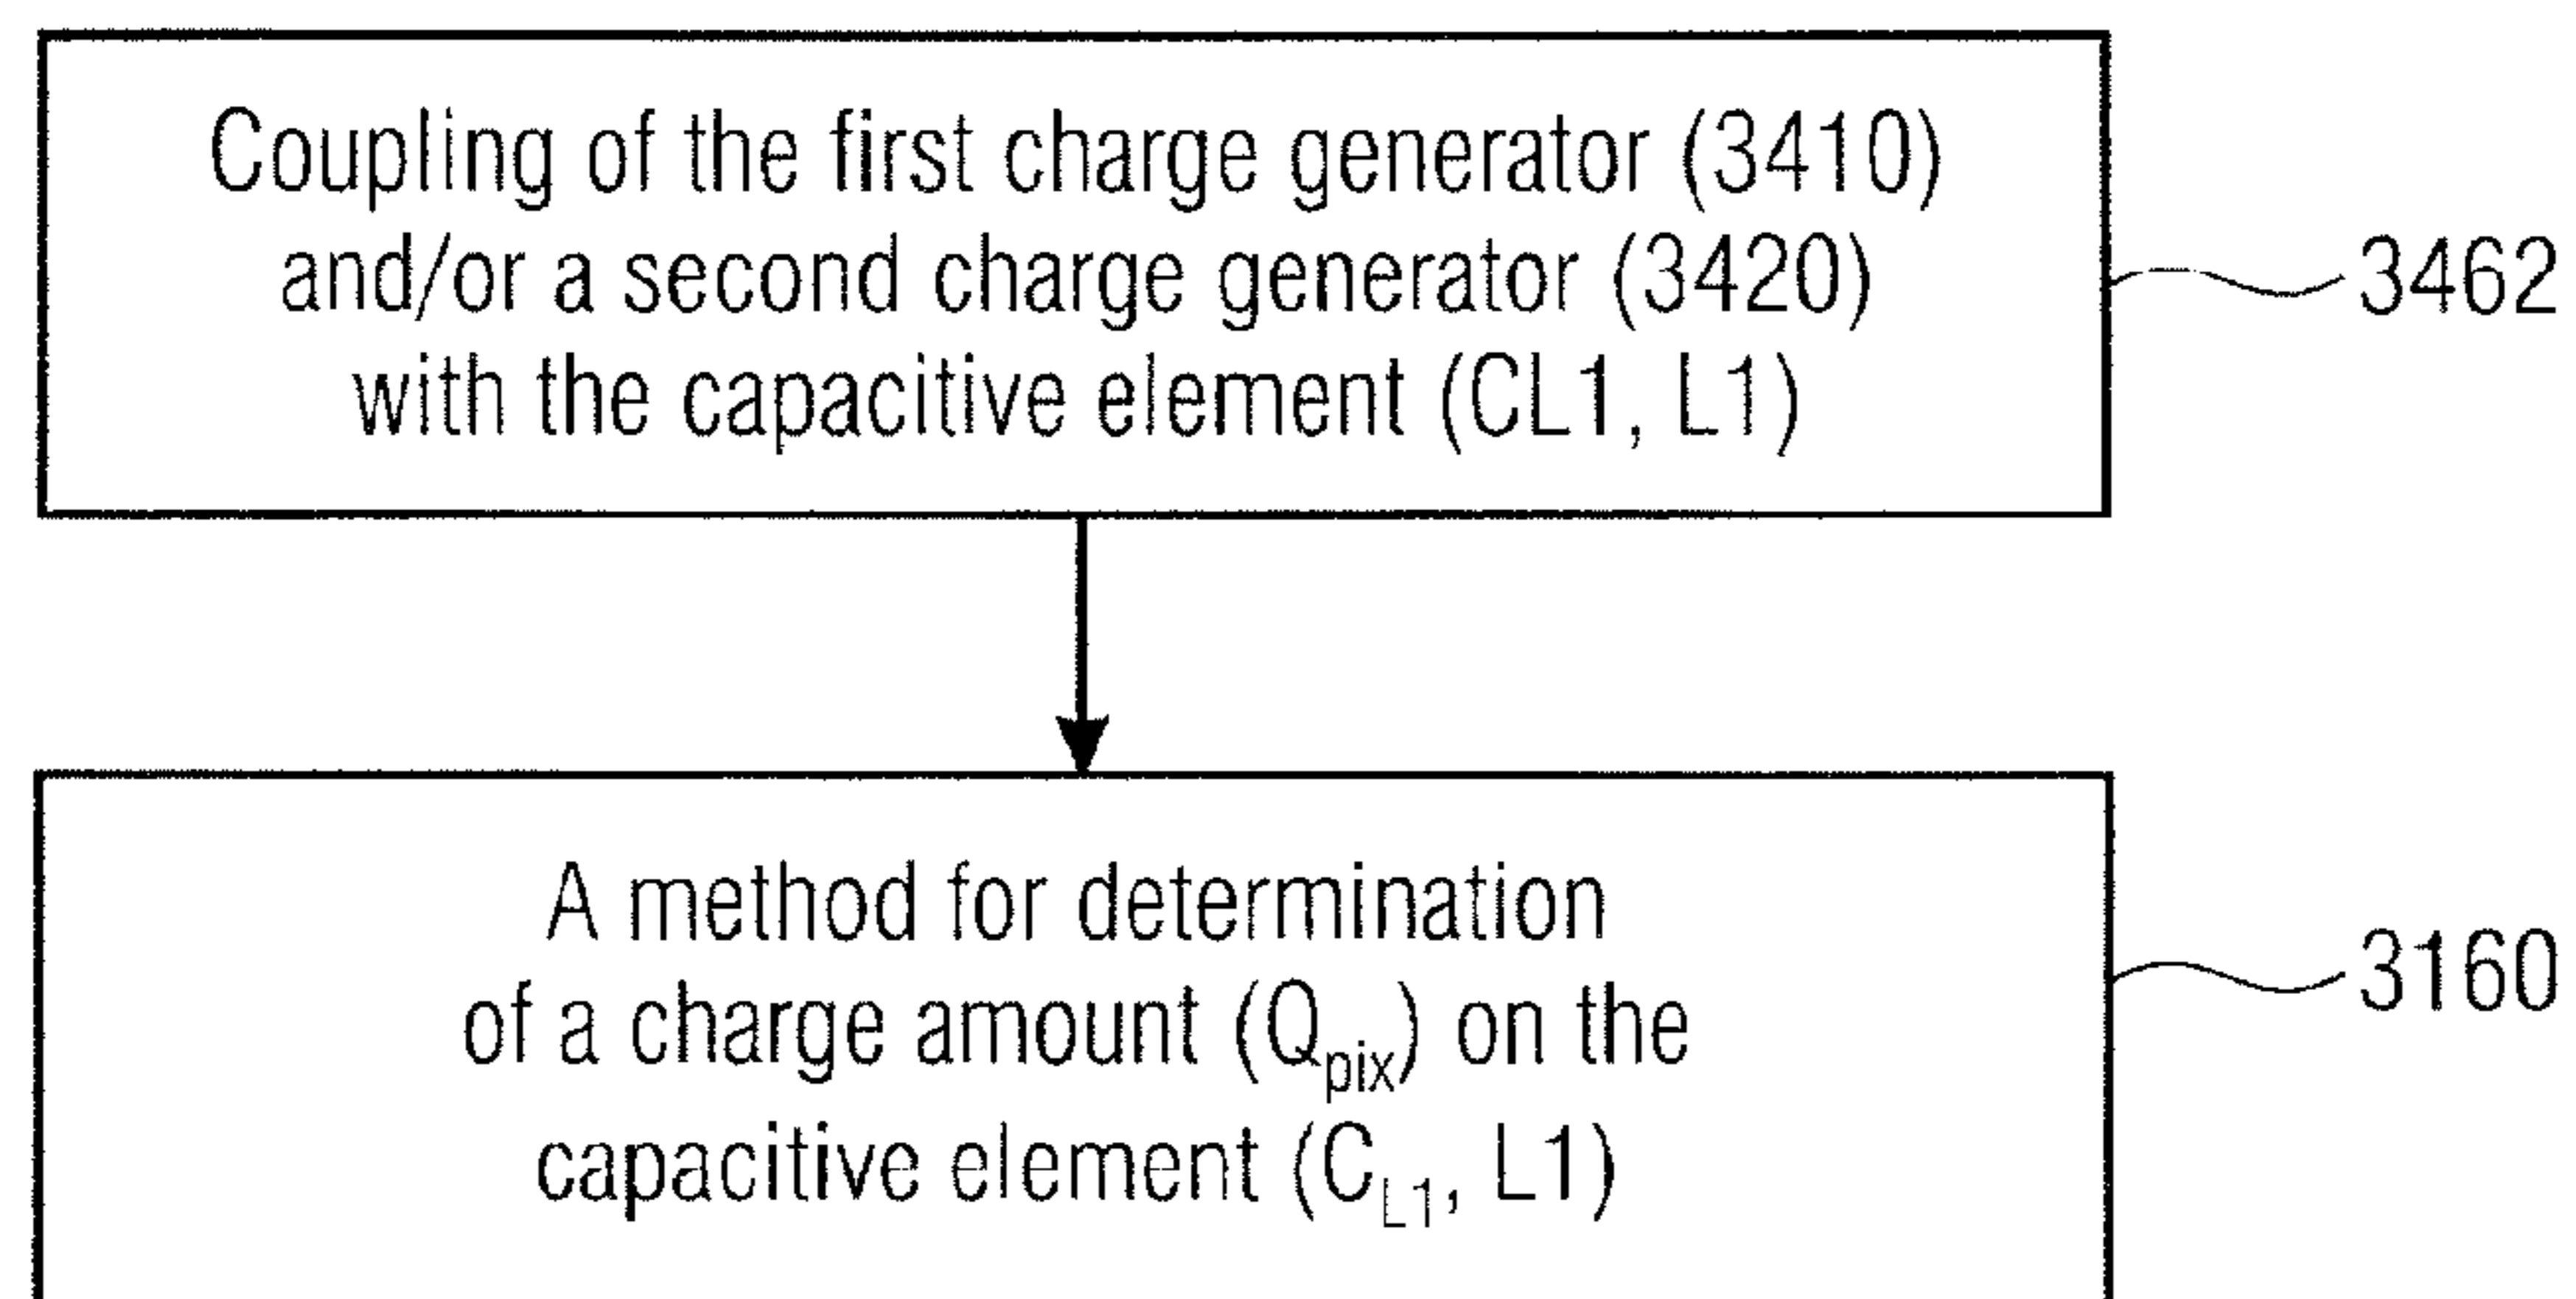 Coupling of the first charge generator (3410)
and/or a second charge generator (3420)
with the capacitive element (CL1, L1)
3462
A method for determination
of a charge amount (Qpix) on the
capacitive element (CL1, L1)
3160